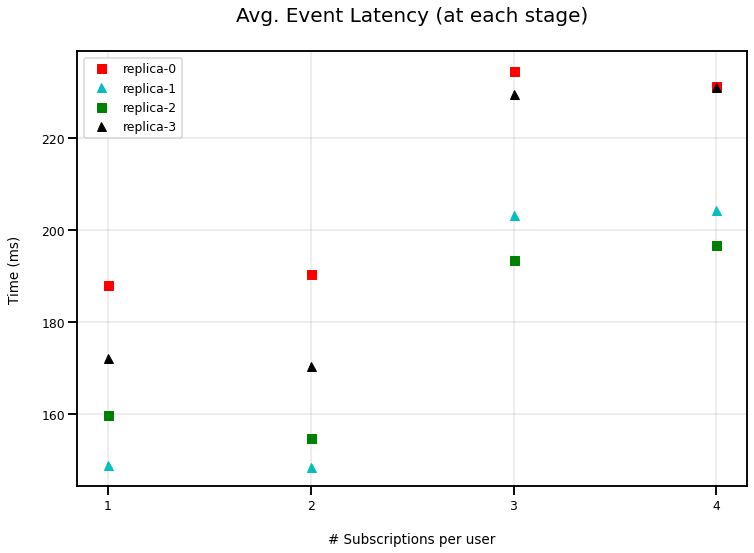 Avg. Event Latency (at each stage)
replica-0
replica-1
replica-2
replica-3
220
200
180
160
Time (ms)
1 2 3 4
# Subscriptions per user